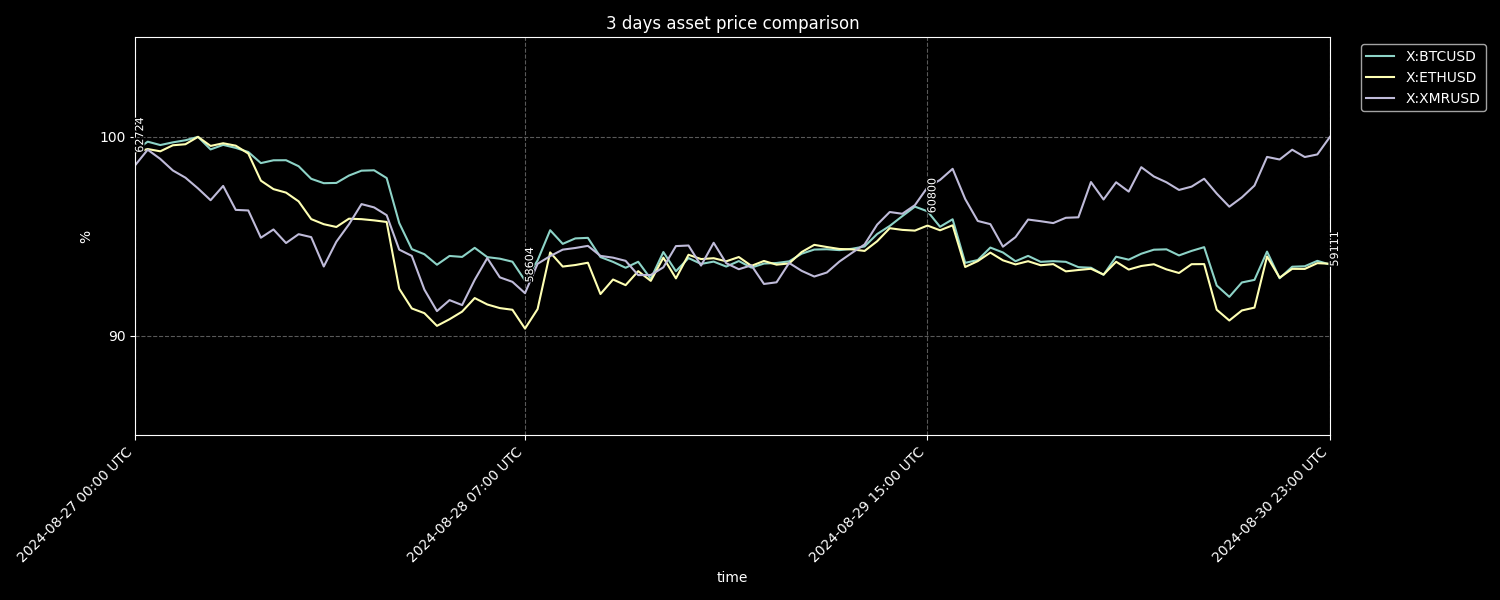 3 days asset price comparison
X:BTCUSD
X:ETHUSD
X:XMRUSD
100
90
%
62724
58604
60800
59111
2024-08-27 00:00 UTC
2024-08-28 07:00 UTC
2024-08-29 15:00 UTC
2024-08-30 23:00 UTC
time